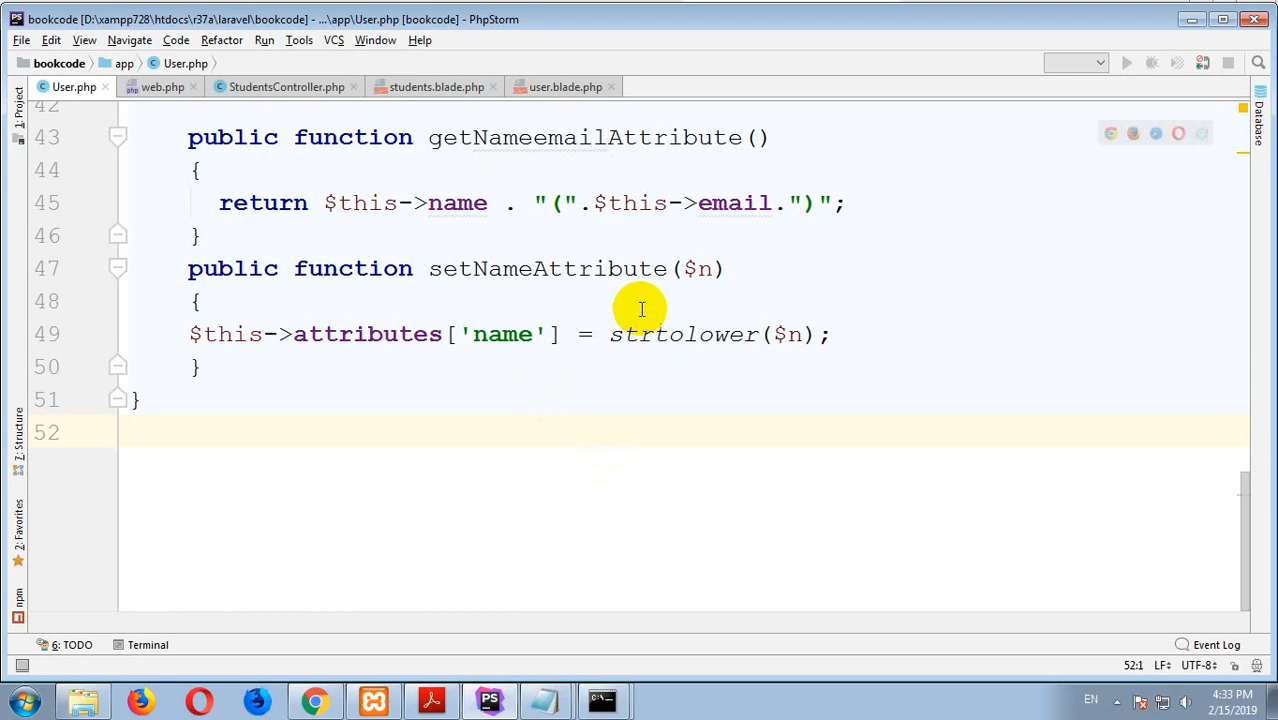 bookcode [D:\xampp728\htdocs\r37a\laravel\bookcode] - ...\app\User.php [bookcode] - PhpStorm
File Edit View Navigate Code Refactor Run Tools VCS Window Help
bookcode app User.php
User.php web.php StudentsController.php students.blade.php user.blade.php
1: Project
Database
42
43 public function getNameemailAttribute()
44 {
45 return $this->name . "(".$this->email.")";
46 }
47 public function setNameAttribute($n)
48 {
49 $this->attributes['name'] = strtolower($n);
50 }
51 }
52
7: Structure
2: Favorites
npm
6: TODO Terminal Event Log
52:1 LF UTF-8
PS
EN
4:33 PM
2/15/2019